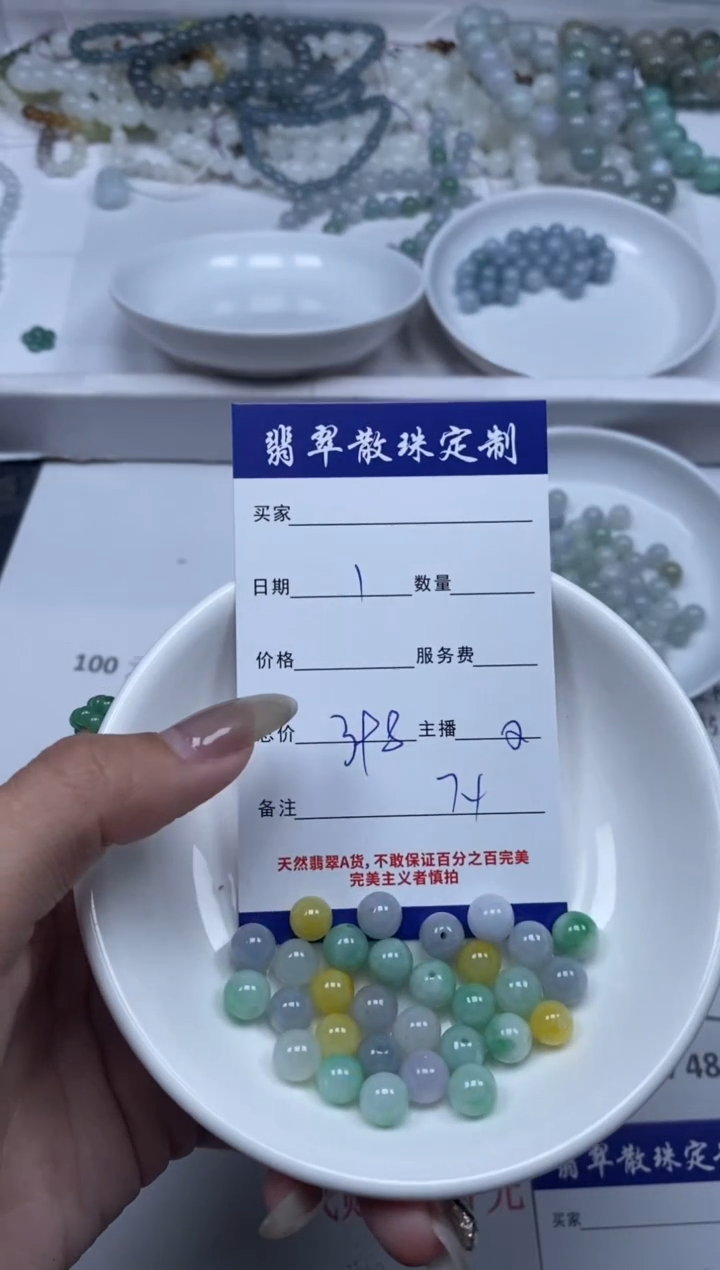 翡翠散珠定制
买家
日期 1 数量
价格 服务费
总价 398 主播 2
备注 74
天然翡翠A货,不敢保证百分之百完美
完美主义者慎拍
100
48
翡翠散珠定
买家
元